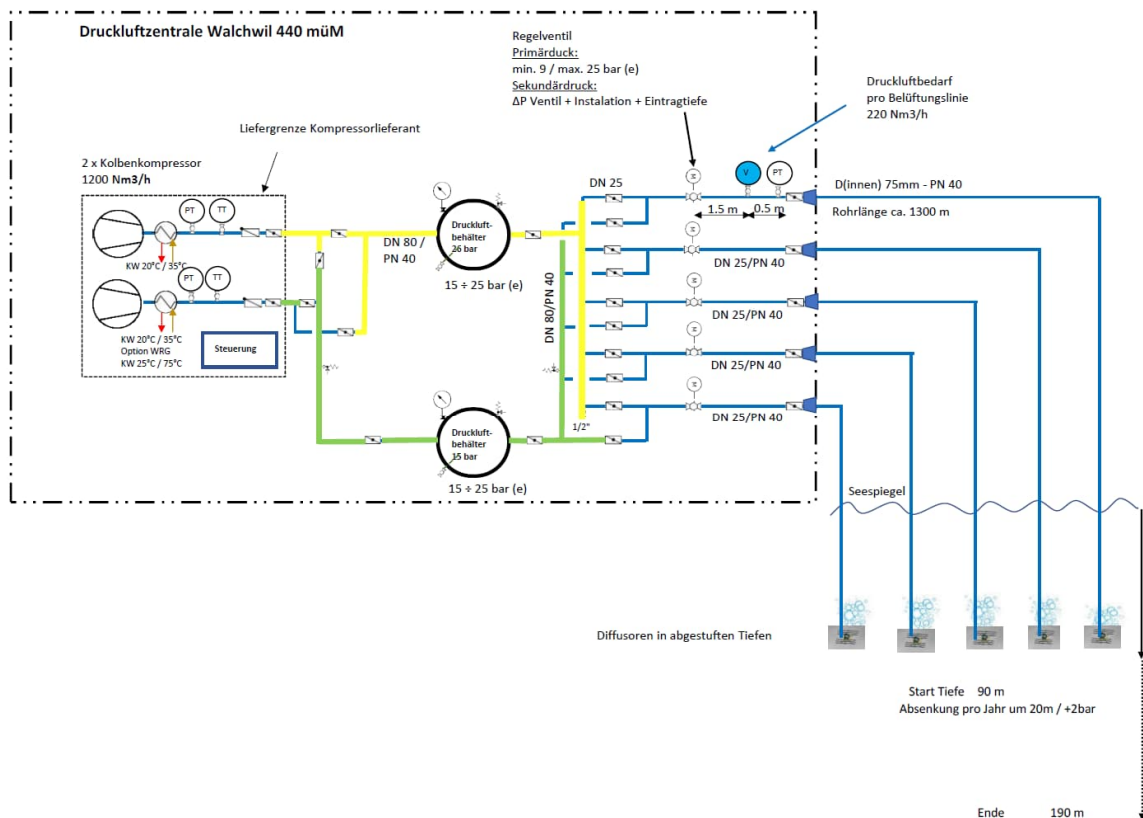 Druckluftzentrale Walchwil 440 müM
Regelventil
Primärduck:
min. 9 / max. 25 bar (e)
Sekundärdruck:
ΔP Ventil + Instalation + Eintragtiefe
Druckluftbedarf
pro Belüftungslinie
220 Nm3/h
Liefergrenze Kompressorlieferant
2 x Kolbenkompressor
1200 Nm3/h
PT
TT
KW 20°C / 35°C
PT
TT
KW 20°C / 35°C
Option WRG
KW 25°C / 75°C
Steuerung
DN 80 /
PN 40
Druckluft-
behälter
26 bar
15 ÷ 25 bar (e)
Druckluft-
behälter
15 bar
15 ÷ 25 bar (e)
DN 80/PN 40
1/2"
DN 25
M
V
PT
1.5 m
0.5 m
D(innen) 75mm - PN 40
Rohrlänge ca. 1300 m
M
DN 25/PN 40
M
DN 25/PN 40
M
DN 25/PN 40
M
DN 25/PN 40
Seespiegel
Diffusoren in abgestuften Tiefen
Start Tiefe 90 m
Absenkung pro Jahr um 20m / +2bar
Ende 190 m